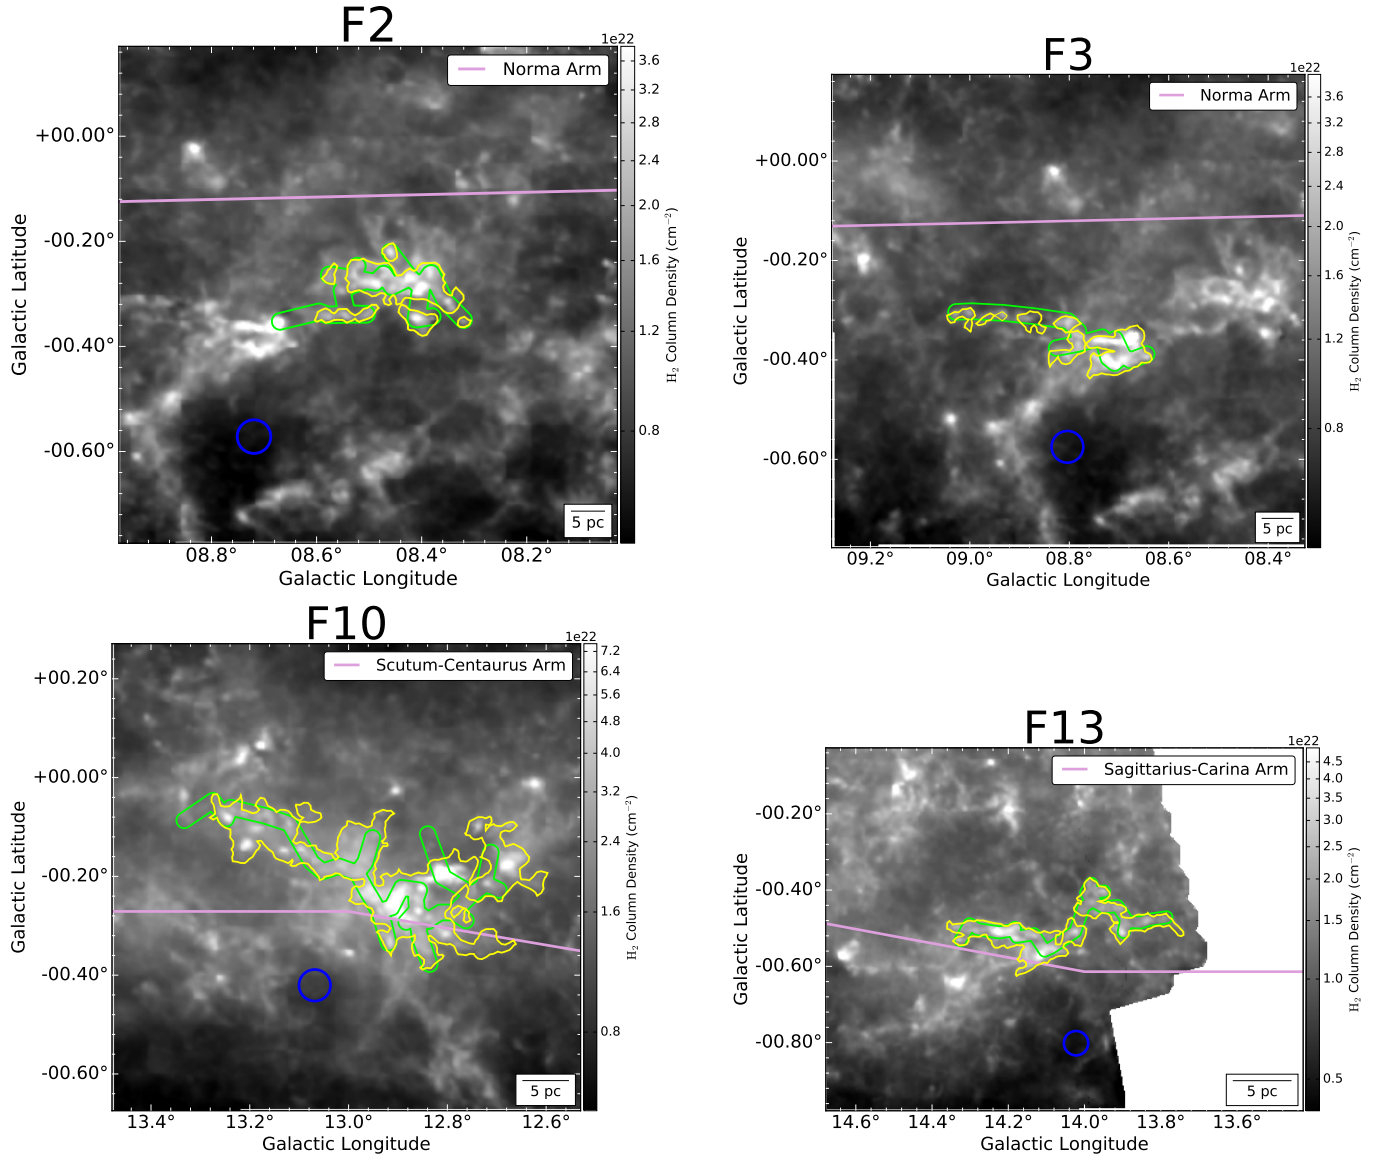 F2
1e22
Norma Arm
3.6
3.2
2.8
2.4
2.0
1.6
1.2
0.8
H₂ Column Density (cm⁻²)
+00.00°
-00.20°
-00.40°
-00.60°
Galactic Latitude
5 pc
08.8° 08.6° 08.4° 08.2°
Galactic Longitude
F3
1e22
Norma Arm
3.6
3.2
2.8
2.4
2.0
1.6
1.2
0.8
H₂ Column Density (cm⁻²)
+00.00°
-00.20°
-00.40°
-00.60°
Galactic Latitude
5 pc
09.2° 09.0° 08.8° 08.6° 08.4°
Galactic Longitude
F10
1e22
Scutum-Centaurus Arm
7.2
6.4
5.6
4.8
4.0
3.2
2.4
1.6
0.8
H₂ Column Density (cm⁻²)
+00.20°
+00.00°
-00.20°
-00.40°
-00.60°
Galactic Latitude
5 pc
13.4° 13.2° 13.0° 12.8° 12.6°
Galactic Longitude
F13
1e22
Sagittarius-Carina Arm
4.5
4.0
3.5
3.0
2.5
2.0
1.5
1.0
0.5
H₂ Column Density (cm⁻²)
-00.20°
-00.40°
-00.60°
-00.80°
Galactic Latitude
5 pc
14.6° 14.4° 14.2° 14.0° 13.8° 13.6°
Galactic Longitude